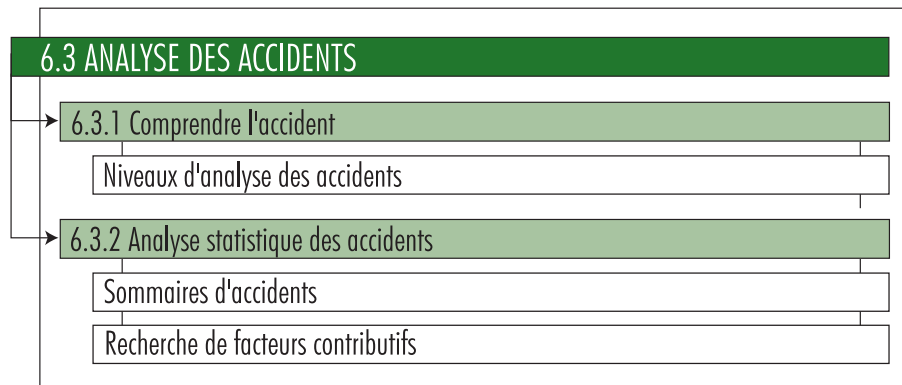 6.3 ANALYSE DES ACCIDENTS
6.3.1 Comprendre l'accident
Niveaux d'analyse des accidents
6.3.2 Analyse statistique des accidents
Sommaires d'accidents
Recherche de facteurs contributifs